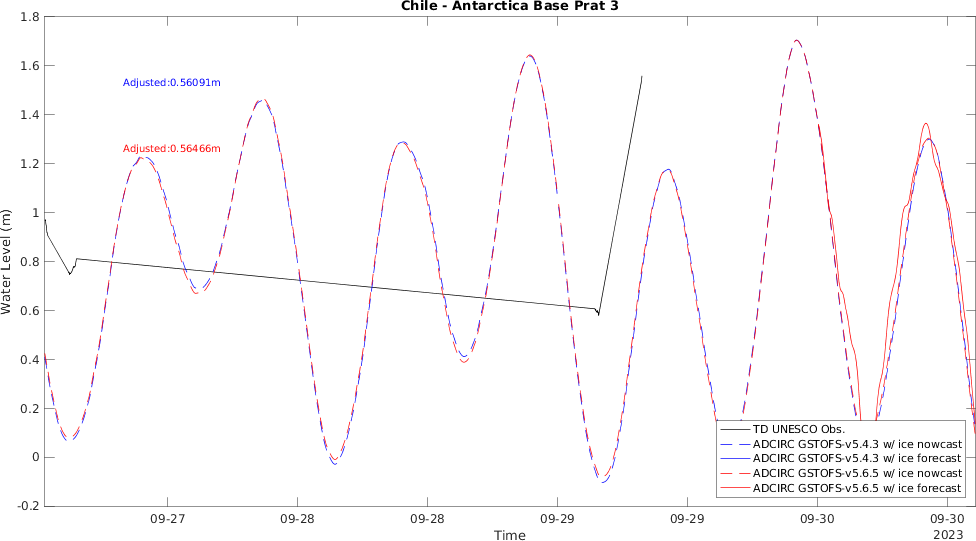 Chile - Antarctica Base Prat 3
1.8
1.6
1.4
1.2
1
0.8
0.6
0.4
0.2
0
-0.2
Water Level (m)
Adjusted:0.56091m
Adjusted:0.56466m
TD UNESCO Obs.
ADCIRC GSTOFS-v5.4.3 w/ ice nowcast
ADCIRC GSTOFS-v5.4.3 w/ ice forecast
ADCIRC GSTOFS-v5.6.5 w/ ice nowcast
ADCIRC GSTOFS-v5.6.5 w/ ice forecast
09-27 09-28 09-28 09-29 09-29 09-30 09-30
2023
Time